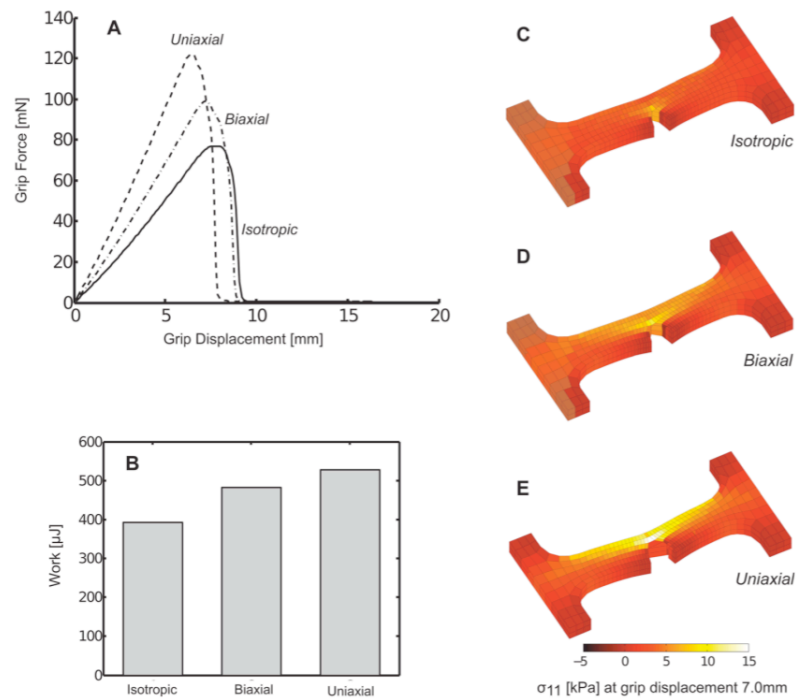 A
140
120
100
80
60
40
20
0
Grip Force [mN]
Uniaxial
Biaxial
Isotropic
0 5 10 15 20
Grip Displacement [mm]
B
600
500
400
300
200
100
0
Work [µJ]
Isotropic Biaxial Uniaxial
C
Isotropic
D
Biaxial
E
Uniaxial
−5 0 5 10 15
σ11 [kPa] at grip displacement 7.0mm